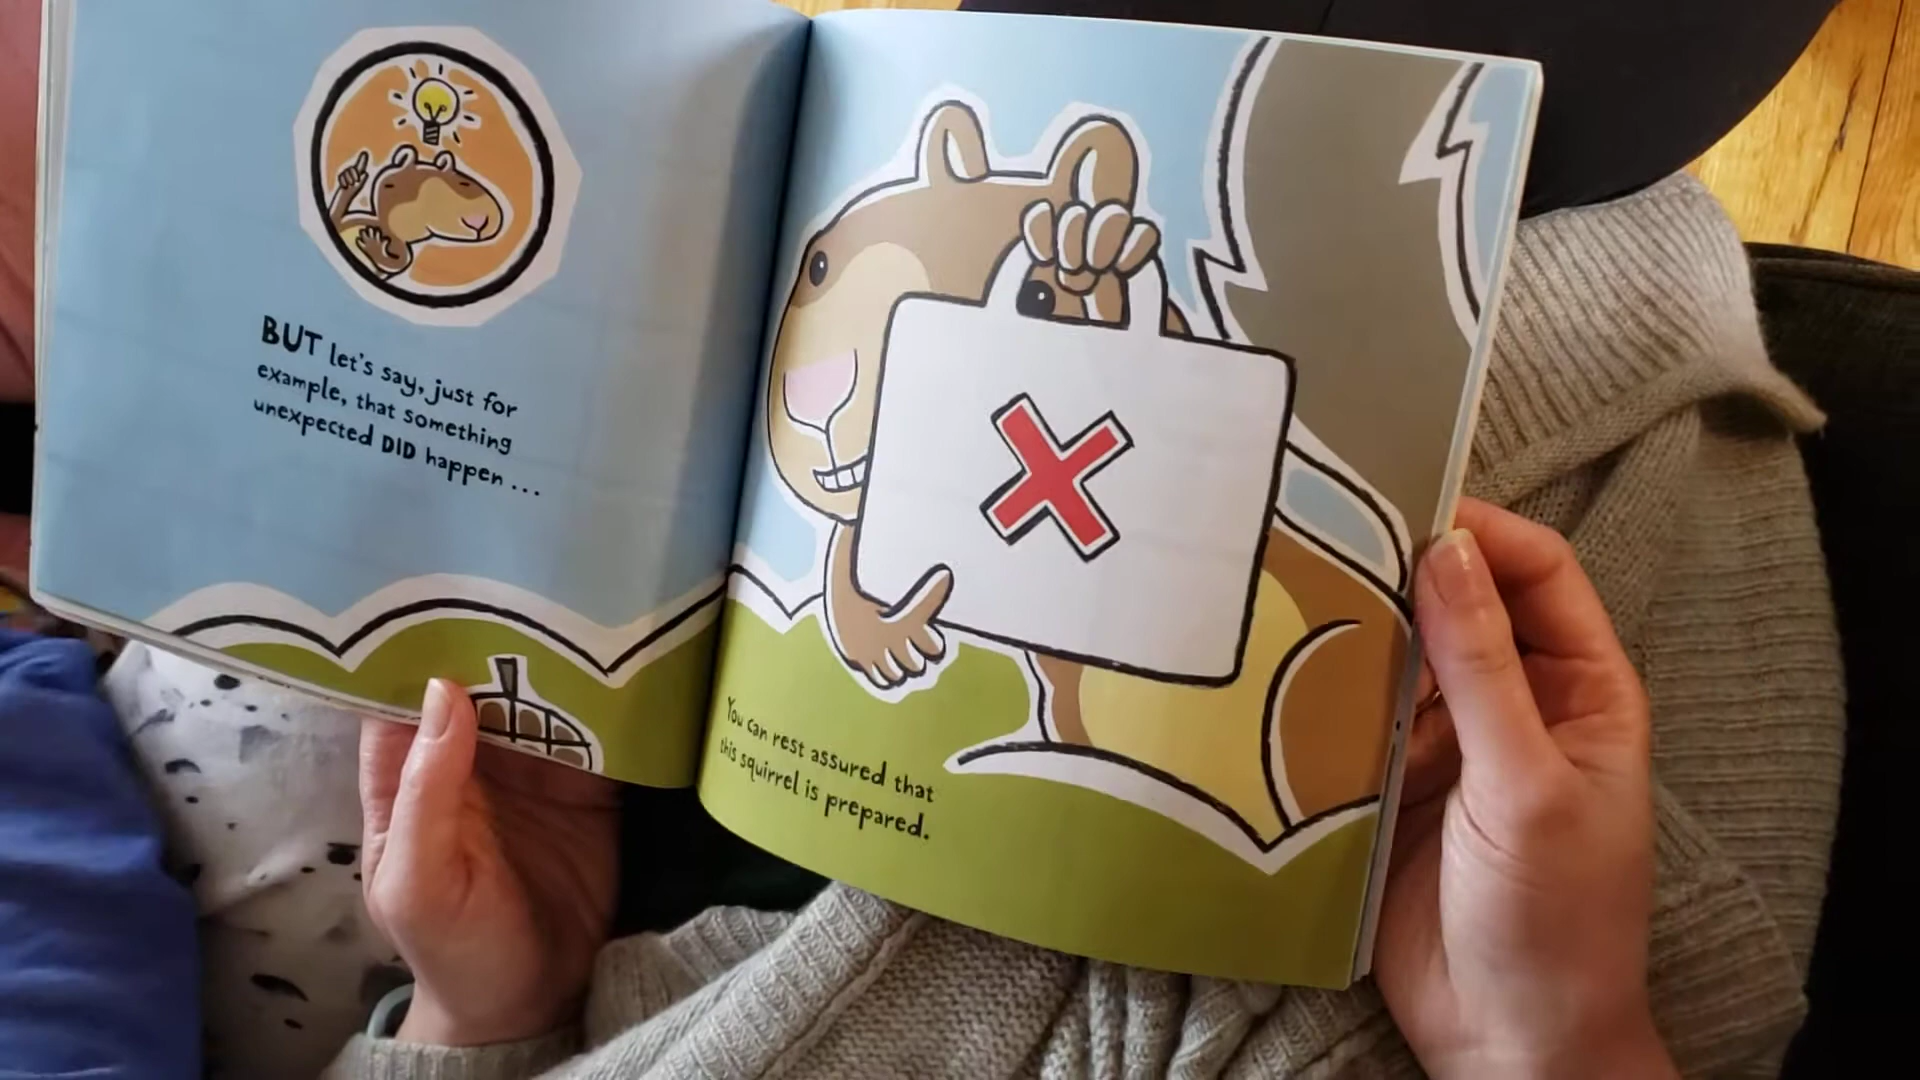 BUT let's say, just for
example, that something
unexpected DID happen ...
You can rest assured that
this squirrel is prepared.